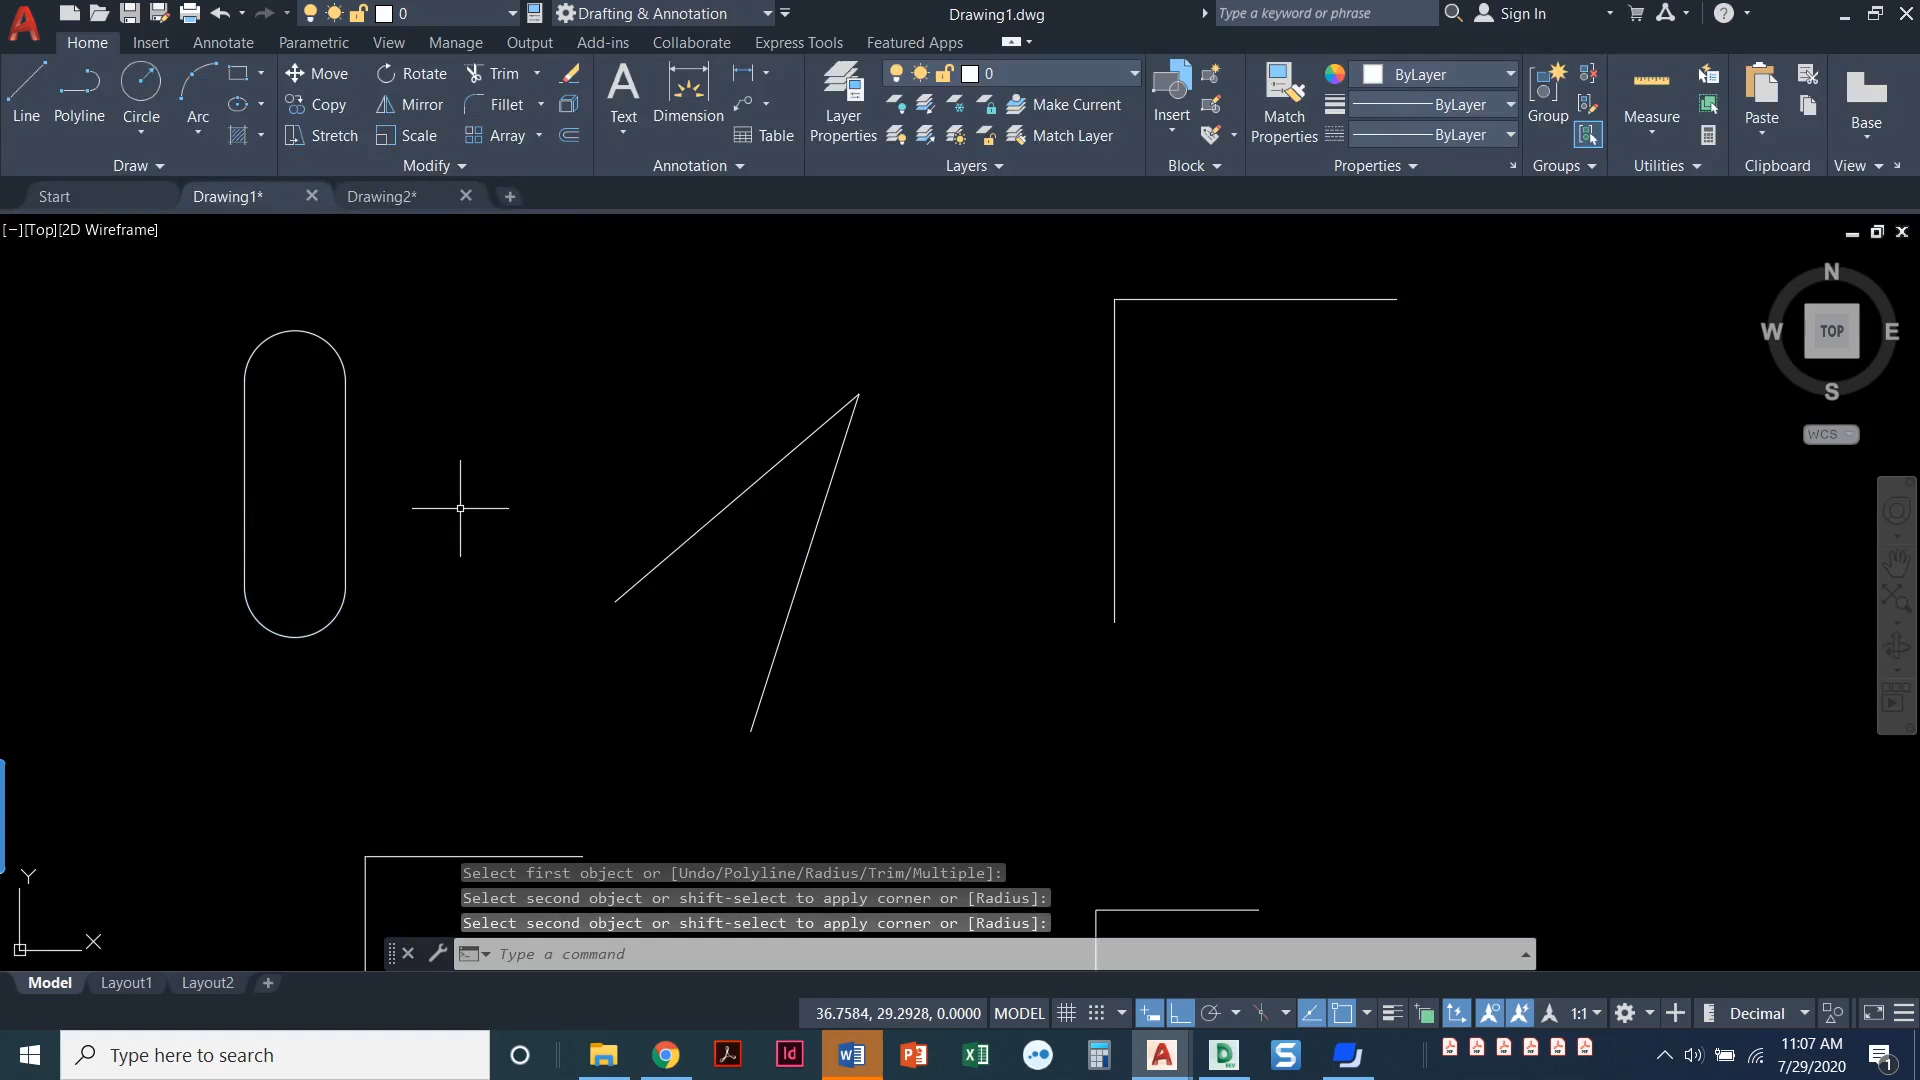 0
Drafting & Annotation
Drawing1.dwg
Type a keyword or phrase
Sign In
Home
Insert
Annotate
Parametric
View
Manage
Output
Add-ins
Collaborate
Express Tools
Featured Apps
Line
Polyline
Circle
Arc
Draw
Move
Rotate
Trim
Copy
Mirror
Fillet
Stretch
Scale
Array
Modify
Text
Dimension
Table
Annotation
Layer
Properties
0
Make Current
Match Layer
Layers
Insert
Block
Match
Properties
ByLayer
ByLayer
ByLayer
Properties
Group
Groups
Measure
Utilities
Paste
Clipboard
Base
View
Start
Drawing1*
Drawing2*
[−][Top][2D Wireframe]
N
W
TOP
E
S
WCS
Y
X
Select first object or [Undo/Polyline/Radius/Trim/Multiple]:
Select second object or shift-select to apply corner or [Radius]:
Select second object or shift-select to apply corner or [Radius]:
Type a command
Model
Layout1
Layout2
36.7584, 29.2928, 0.0000
MODEL
1:1
Decimal
Type here to search
11:07 AM
7/29/2020
1